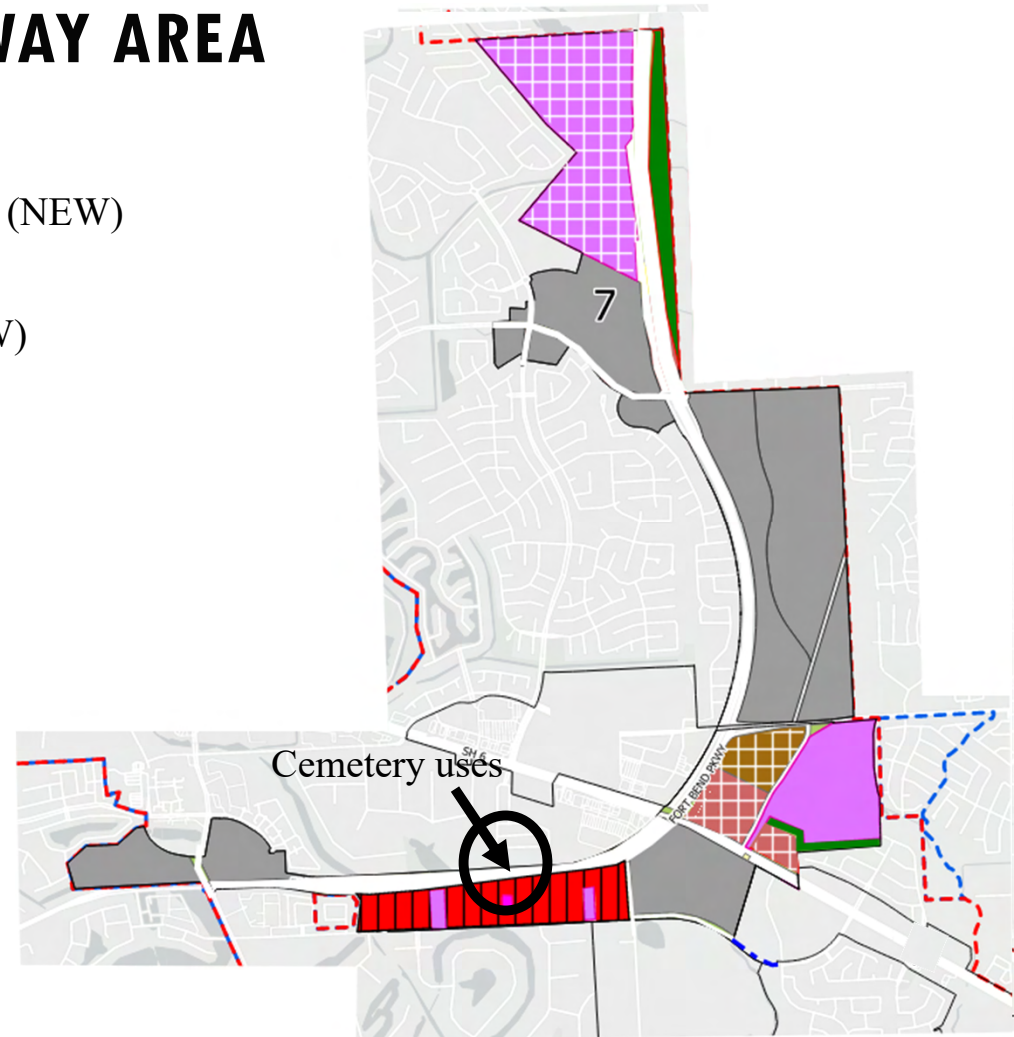 WAY AREA
(NEW)
W)
7
SH 6
Cemetery uses
FORT BEND PKWY